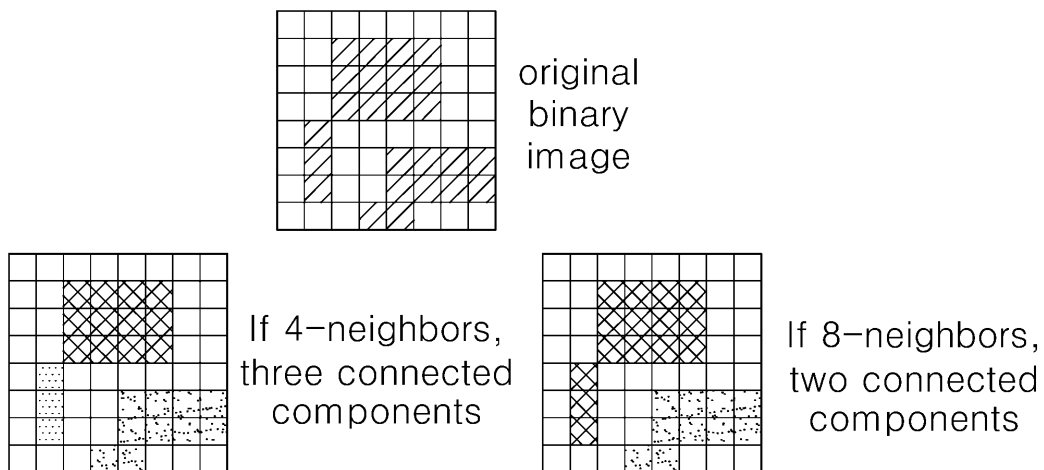 original
binary
image
If 4-neighbors,
three connected
components
If 8-neighbors,
two connected
components